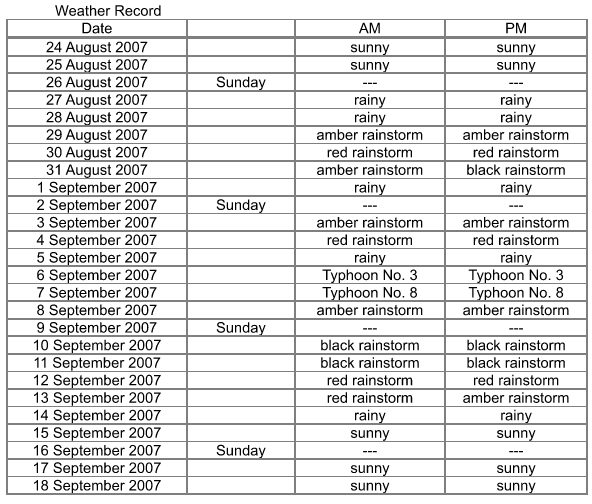 Weather Record
Date AM PM
24 August 2007 sunny sunny
25 August 2007 sunny sunny
26 August 2007 Sunday --- ---
27 August 2007 rainy rainy
28 August 2007 rainy rainy
29 August 2007 amber rainstorm amber rainstorm
30 August 2007 red rainstorm red rainstorm
31 August 2007 amber rainstorm black rainstorm
1 September 2007 rainy rainy
2 September 2007 Sunday --- ---
3 September 2007 amber rainstorm amber rainstorm
4 September 2007 red rainstorm red rainstorm
5 September 2007 rainy rainy
6 September 2007 Typhoon No. 3 Typhoon No. 3
7 September 2007 Typhoon No. 8 Typhoon No. 8
8 September 2007 amber rainstorm amber rainstorm
9 September 2007 Sunday --- ---
10 September 2007 black rainstorm black rainstorm
11 September 2007 black rainstorm black rainstorm
12 September 2007 red rainstorm red rainstorm
13 September 2007 red rainstorm amber rainstorm
14 September 2007 rainy rainy
15 September 2007 sunny sunny
16 September 2007 Sunday --- ---
17 September 2007 sunny sunny
18 September 2007 sunny sunny